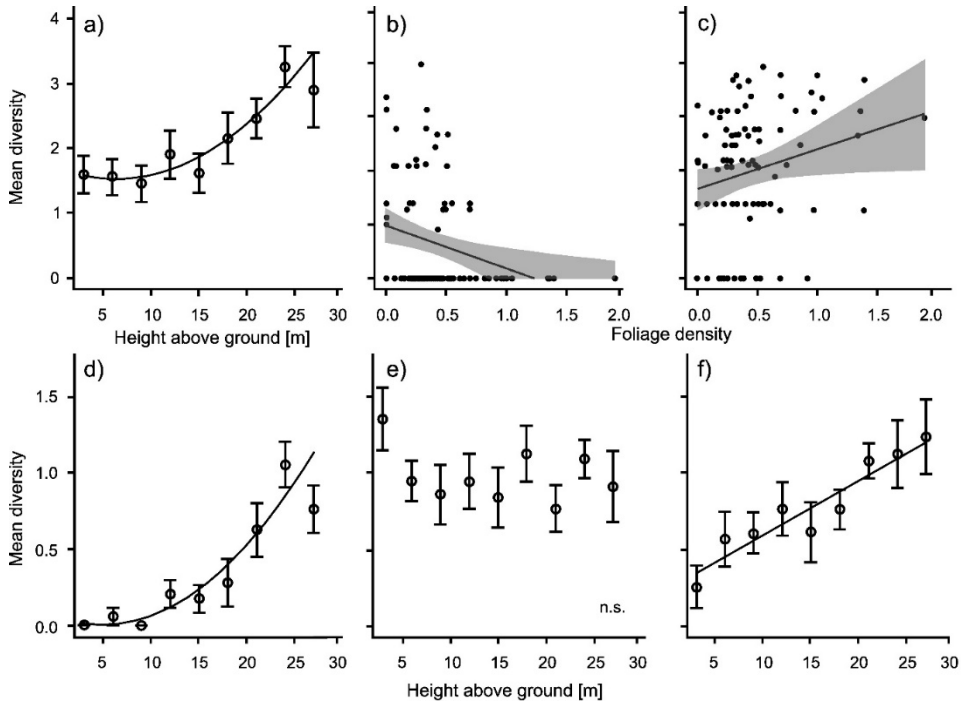 a) b) c)
4
3
2
1
0
Mean diversity
0 5 10 15 20 25 30 0.0 0.5 1.0 1.5 2.0 0.0 0.5 1.0 1.5 2.0
Height above ground [m] Foliage density
d) e) f)
1.5
1.0
0.5
0.0
Mean diversity
n.s.
5 10 15 20 25 30 5 10 15 20 25 30 5 10 15 20 25 30
Height above ground [m]